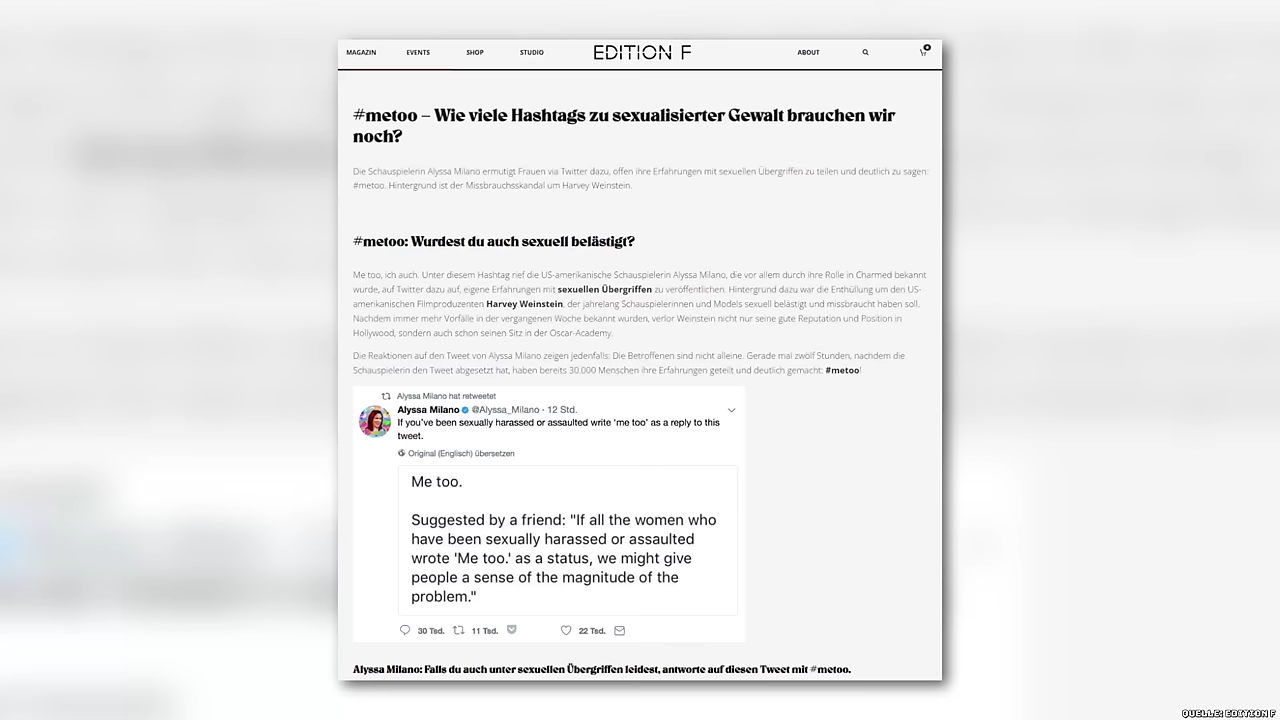 MAGAZIN EVENTS SHOP STUDIO EDITION F ABOUT 0
#metoo – Wie viele Hashtags zu sexualisierter Gewalt brauchen wir
noch?
Die Schauspielerin Alyssa Milano ermutigt Frauen via Twitter dazu, offen ihre Erfahrungen mit sexuellen Übergriffen zu teilen und deutlich zu sagen:
#metoo. Hintergrund ist der Missbrauchsskandal um Harvey Weinstein.
#metoo: Wurdest du auch sexuell belästigt?
Me too, ich auch. Unter diesem Hashtag rief die US-amerikanische Schauspielerin Alyssa Milano, die vor allem durch ihre Rolle in Charmed bekannt
wurde, auf Twitter dazu auf, eigene Erfahrungen mit sexuellen Übergriffen zu veröffentlichen. Hintergrund dazu war die Enthüllung um den US-
amerikanischen Filmproduzenten Harvey Weinstein, der jahrelang Schauspielerinnen und Models sexuell belästigt und missbraucht haben soll.
Nachdem immer mehr Vorfälle in der vergangenen Woche bekannt wurden, verlor Weinstein nicht nur seine gute Reputation und Position in
Hollywood, sondern auch schon seinen Sitz in der Oscar-Academy.
Die Reaktionen auf den Tweet von Alyssa Milano zeigen jedenfalls: Die Betroffenen sind nicht alleine. Gerade mal zwölf Stunden, nachdem die
Schauspielerin den Tweet abgesetzt hat, haben bereits 30.000 Menschen ihre Erfahrungen geteilt und deutlich gemacht: #metoo!
Alyssa Milano hat retweetet
Alyssa Milano @Alyssa_Milano · 12 Std.
If you've been sexually harassed or assaulted write 'me too' as a reply to this
tweet.
Original (Englisch) übersetzen
Me too.
Suggested by a friend: "If all the women who
have been sexually harassed or assaulted
wrote 'Me too.' as a status, we might give
people a sense of the magnitude of the
problem."
30 Tsd. 11 Tsd. 22 Tsd.
Alyssa Milano: Falls du auch unter sexuellen Übergriffen leidest, antworte auf diesen Tweet mit #metoo.
QUELLE: EDITION F